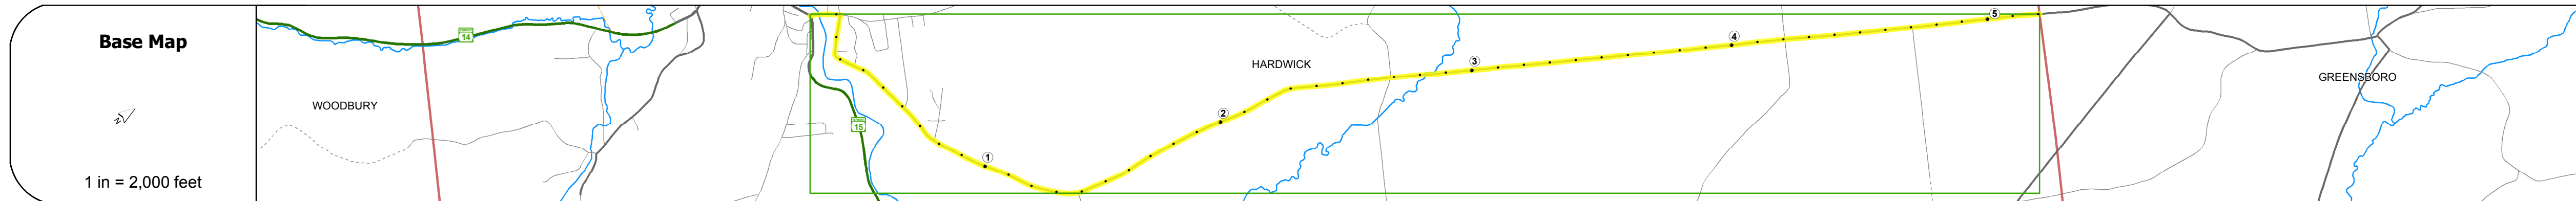 Base Map
N
1 in = 2,000 feet
WOODBURY
14
15
1
2
HARDWICK
3
4
5
GREENSBORO